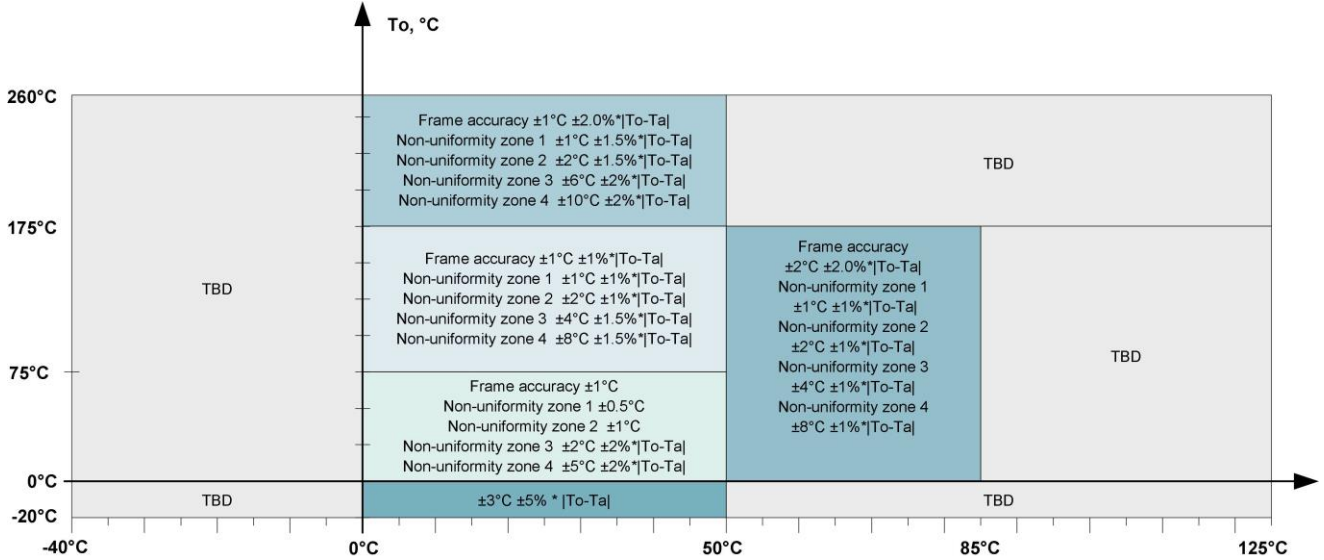 To, °C
260°C
Frame accuracy ±1°C ±2.0%*|To-Ta|
Non-uniformity zone 1 ±1°C ±1.5%*|To-Ta|
Non-uniformity zone 2 ±2°C ±1.5%*|To-Ta|
Non-uniformity zone 3 ±6°C ±2%*|To-Ta|
Non-uniformity zone 4 ±10°C ±2%*|To-Ta|
TBD
175°C
TBD
Frame accuracy ±1°C ±1%*|To-Ta|
Non-uniformity zone 1 ±1°C ±1%*|To-Ta|
Non-uniformity zone 2 ±2°C ±1%*|To-Ta|
Non-uniformity zone 3 ±4°C ±1.5%*|To-Ta|
Non-uniformity zone 4 ±8°C ±1.5%*|To-Ta|
Frame accuracy
±2°C ±2.0%*|To-Ta|
Non-uniformity zone 1
±1°C ±1%*|To-Ta|
Non-uniformity zone 2
±2°C ±1%*|To-Ta|
Non-uniformity zone 3
±4°C ±1%*|To-Ta|
Non-uniformity zone 4
±8°C ±1%*|To-Ta|
TBD
75°C
Frame accuracy ±1°C
Non-uniformity zone 1 ±0.5°C
Non-uniformity zone 2 ±1°C
Non-uniformity zone 3 ±2°C ±2%*|To-Ta|
Non-uniformity zone 4 ±5°C ±2%*|To-Ta|
0°C
TBD
±3°C ±5% * |To-Ta|
TBD
-20°C
-40°C
0°C
50°C
85°C
125°C